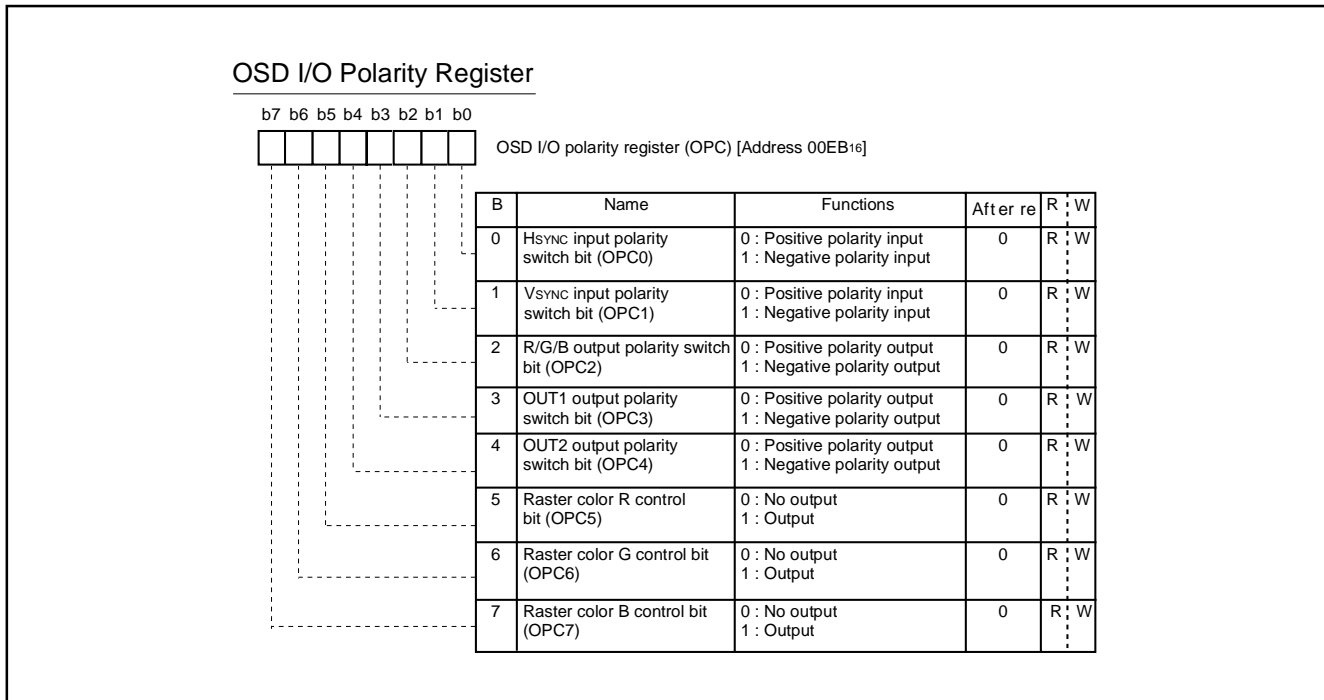 OSD I/O Polarity Register
b7 b6 b5 b4 b3 b2 b1 b0
OSD I/O polarity register (OPC) [Address 00EB16]
B Name Functions After re R W
0 HSYNC input polarity switch bit (OPC0) 0 : Positive polarity input 1 : Negative polarity input 0 R W
1 VSYNC input polarity switch bit (OPC1) 0 : Positive polarity input 1 : Negative polarity input 0 R W
2 R/G/B output polarity switch bit (OPC2) 0 : Positive polarity output 1 : Negative polarity output 0 R W
3 OUT1 output polarity switch bit (OPC3) 0 : Positive polarity output 1 : Negative polarity output 0 R W
4 OUT2 output polarity switch bit (OPC4) 0 : Positive polarity output 1 : Negative polarity output 0 R W
5 Raster color R control bit (OPC5) 0 : No output 1 : Output 0 R W
6 Raster color G control bit (OPC6) 0 : No output 1 : Output 0 R W
7 Raster color B control bit (OPC7) 0 : No output 1 : Output 0 R W